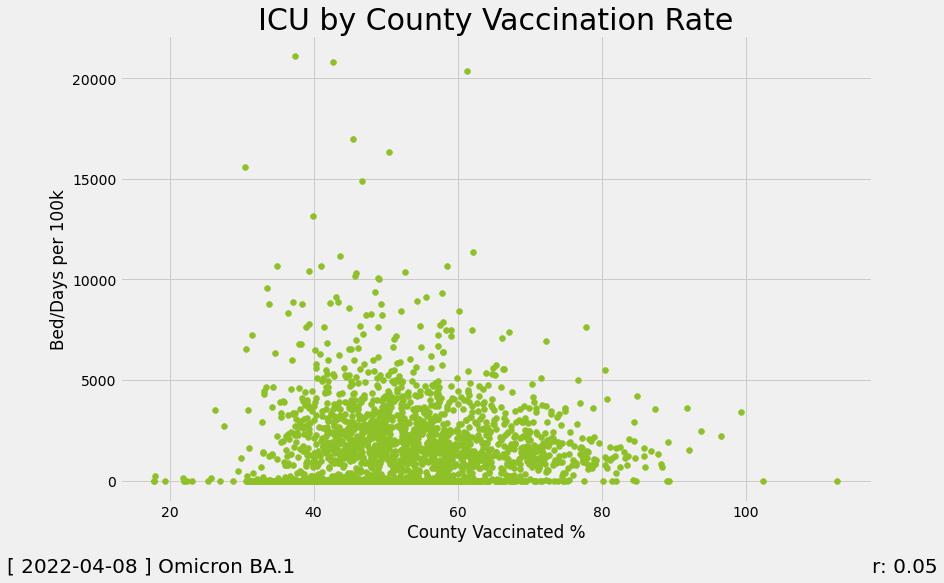 ICU by County Vaccination Rate
20000
15000
10000
5000
0
Bed/Days per 100k
20 40 60 80 100
County Vaccinated %
[ 2022-04-08 ] Omicron BA.1 r: 0.05